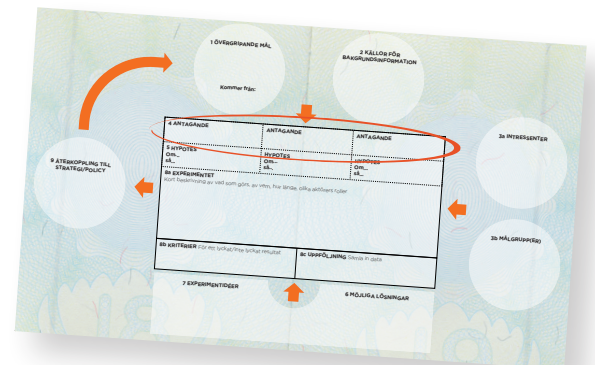 1 ÖVERGRIPANDE MÅL
Kommer från:
2 KÄLLOR FÖR
BAKGRUNDSINFORMATION
4 ANTAGANDE
ANTAGANDE
ANTAGANDE
3a INTRESSENTER
5 HYPOTES
Om...
så...
HYPOTES
Om...
så...
HYPOTES
Om...
så...
9 ÅTERKOPPLING TILL
STRATEGI/POLICY
8a EXPERIMENTET
Kort beskrivning av vad som görs, av vem, hur länge, olika aktörers roller
3b MÅLGRUPP(ER)
8b KRITERIER För ett lyckat/inte lyckat resultat
8c UPPFÖLJNING Samla in data
7 EXPERIMENTIDÉER
6 MÖJLIGA LÖSNINGAR